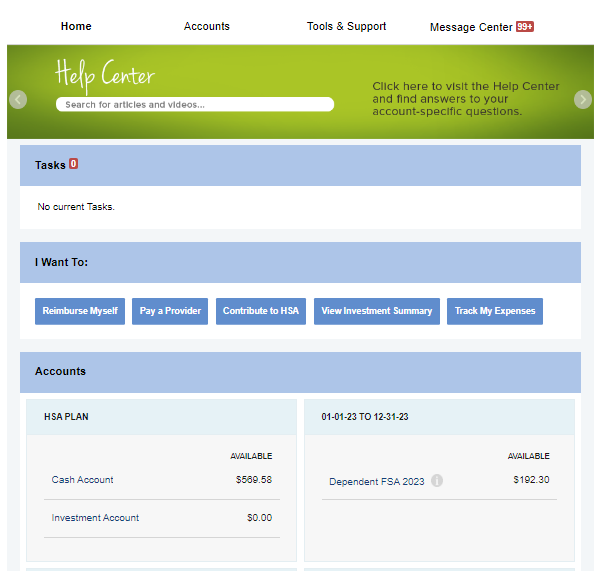 Home Accounts Tools & Support Message Center 99+
Help Center
Search for articles and videos...
Click here to visit the Help Center
and find answers to your
account-specific questions.
Tasks 0
No current Tasks.
I Want To:
Reimburse Myself Pay a Provider Contribute to HSA View Investment Summary Track My Expenses
Accounts
HSA PLAN
AVAILABLE
Cash Account $569.58
Investment Account $0.00
01-01-23 TO 12-31-23
AVAILABLE
Dependent FSA 2023 i $192.30